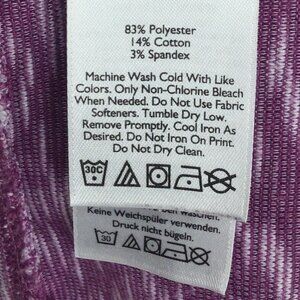 83% Polyester
14% Cotton
3% Spandex
Machine Wash Cold With Like
Colors. Only Non-Chlorine Bleach
When Needed. Do Not Use Fabric
Softeners. Tumble Dry Low.
Remove Promptly. Cool Iron As
Desired. Do Not Iron On Print.
Do Not Dry Clean.
30C
ben waschen.
Keine Weichspüler verwenden.
Druck nicht bügeln.
30